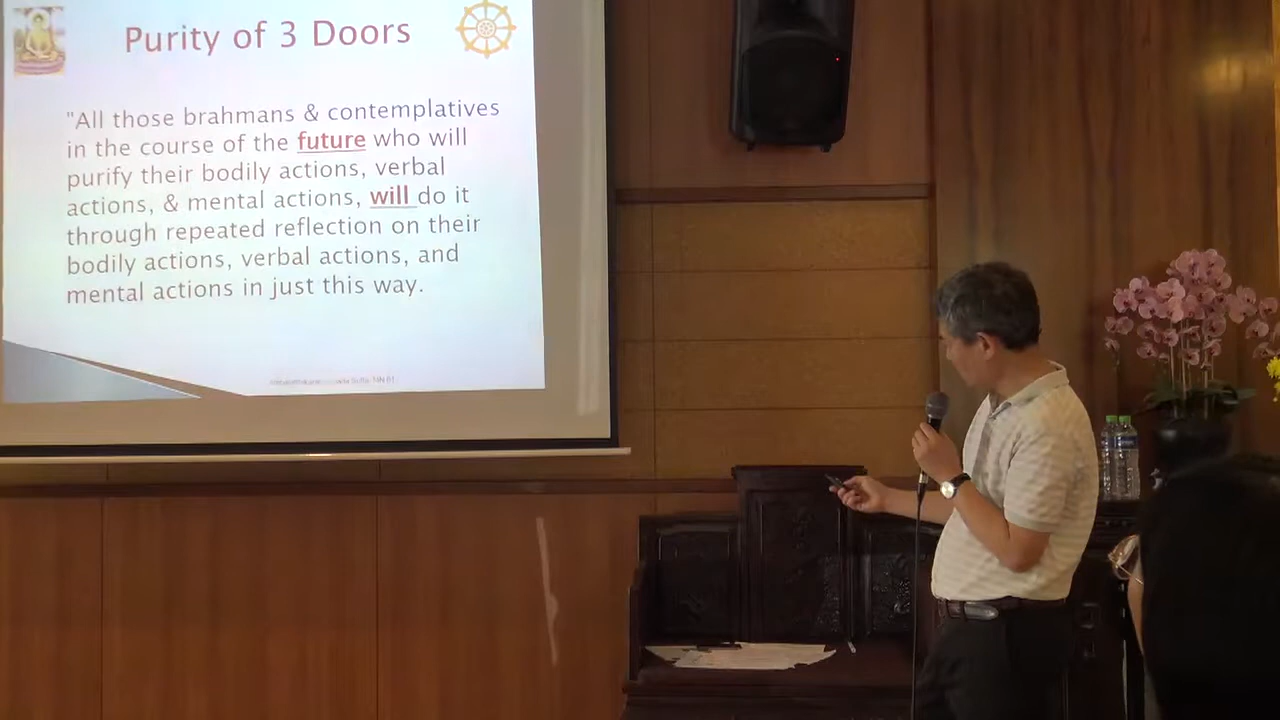 Purity of 3 Doors
"All those brahmans & contemplatives
in the course of the future who will
purify their bodily actions, verbal
actions, & mental actions, will do it
through repeated reflection on their
bodily actions, verbal actions, and
mental actions in just this way.
MN 61